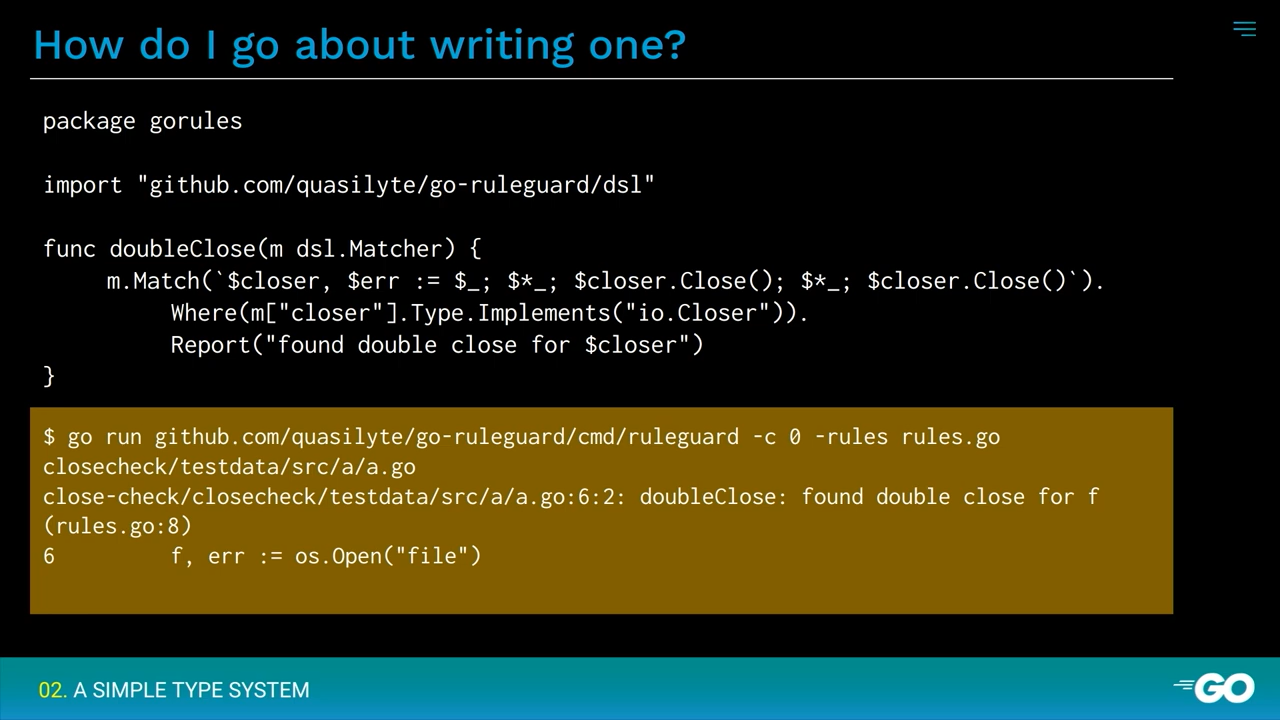 How do I go about writing one?
package gorules
import "github.com/quasilyte/go-ruleguard/dsl"
func doubleClose(m dsl.Matcher) {
m.Match(`$closer, $err := $_; $*_; $closer.Close(); $*_; $closer.Close()`).
Where(m["closer"].Type.Implements("io.Closer")).
Report("found double close for $closer")
}
$ go run github.com/quasilyte/go-ruleguard/cmd/ruleguard -c 0 -rules rules.go
closecheck/testdata/src/a/a.go
close-check/closecheck/testdata/src/a/a.go:6:2: doubleClose: found double close for f
(rules.go:8)
6 f, err := os.Open("file")
02. A SIMPLE TYPE SYSTEM
GO